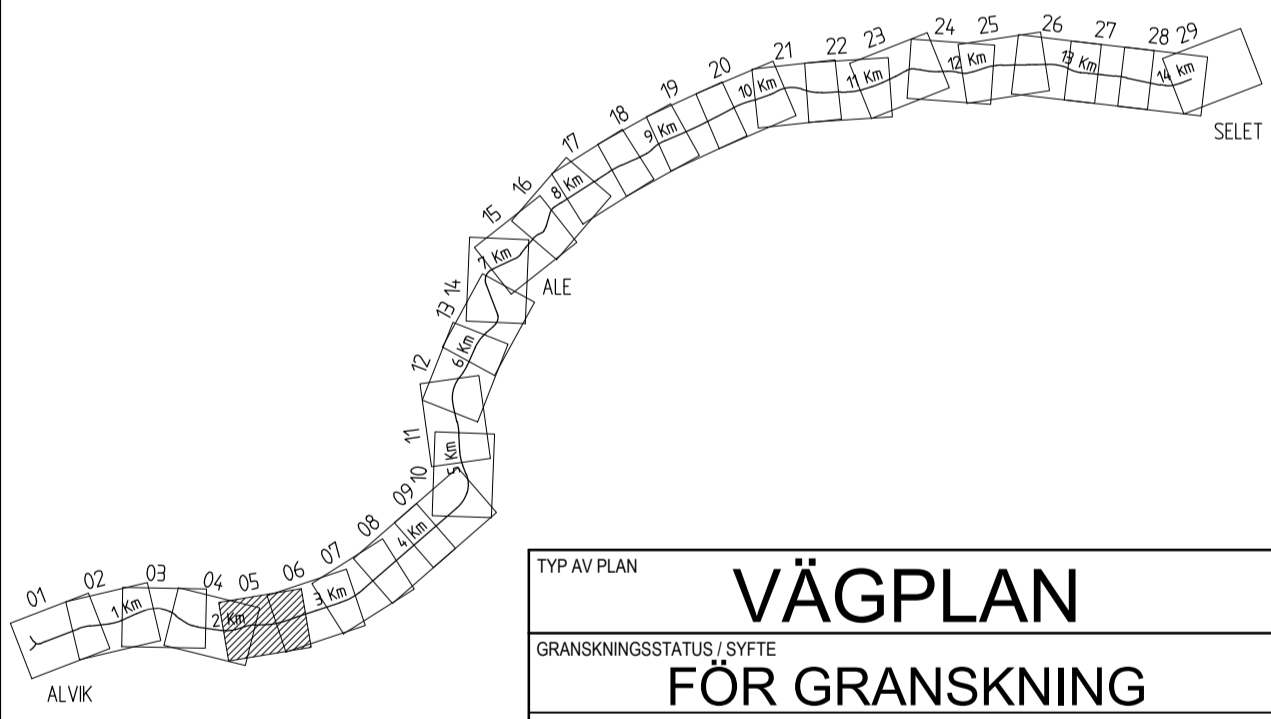 01
02
03
04
05
06
07
08
09
10
11
12
13
14
15
16
17
18
19
20
21
22
23
24
25
26
27
28
29
1 Km
2 Km
3 Km
4 Km
5 Km
6 Km
7 Km
8 Km
9 Km
10 Km
11 Km
12 Km
13 Km
14 Km
ALVIK
ALE
SELET
TYP AV PLAN
VÄGPLAN
GRANSKNINGSSTATUS / SYFTE
FÖR GRANSKNING